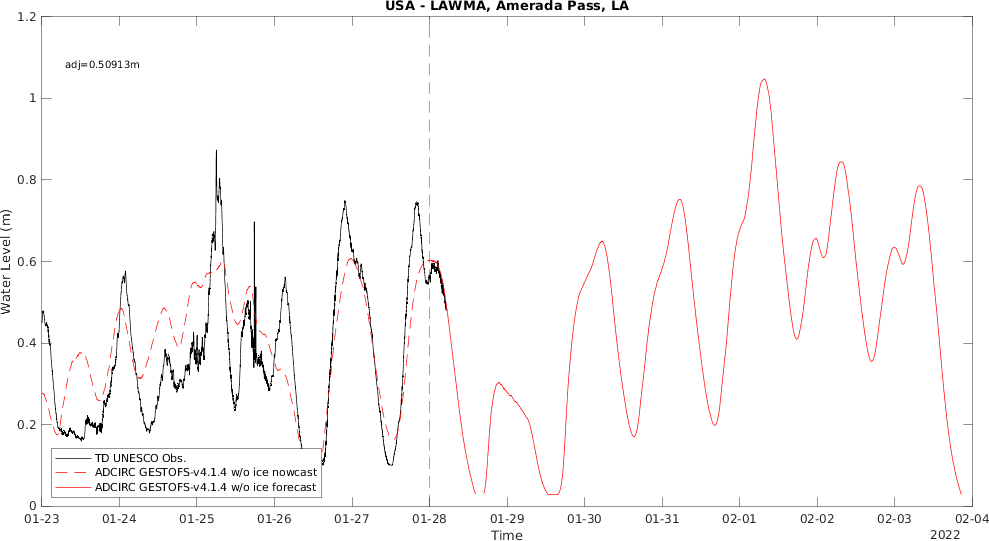 USA - LAWMA, Amerada Pass, LA
1.2
1
0.8
0.6
0.4
0.2
0
Water Level (m)
adj=0.50913m
TD UNESCO Obs.
ADCIRC GESTOFS-v4.1.4 w/o ice nowcast
ADCIRC GESTOFS-v4.1.4 w/o ice forecast
01-23 01-24 01-25 01-26 01-27 01-28 01-29 01-30 01-31 02-01 02-02 02-03 02-04
Time
2022